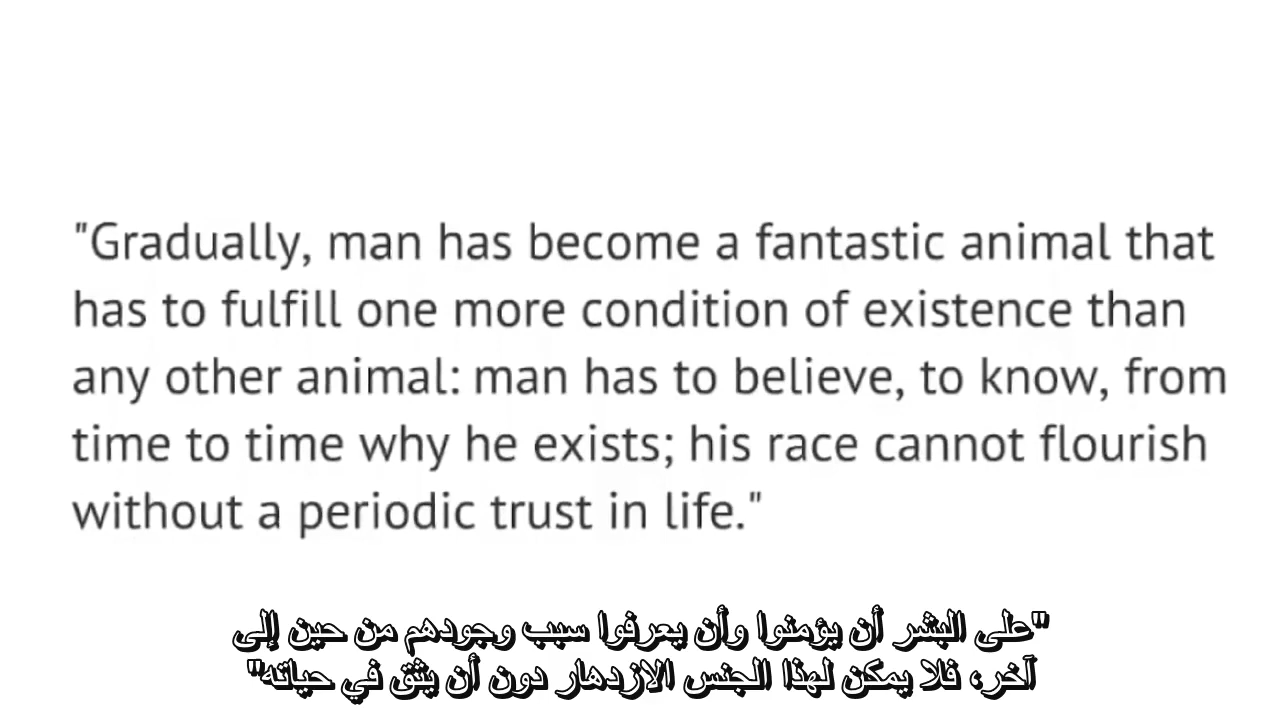 "Gradually, man has become a fantastic animal that
has to fulfill one more condition of existence than
any other animal: man has to believe, to know, from
time to time why he exists; his race cannot flourish
without a periodic trust in life."
"على البشر أن يؤمنوا وأن يعرفوا سبب وجودهم من حين إلى
آخر، فلا يمكن لهذا الجنس الازدهار دون أن يثق في حياته"